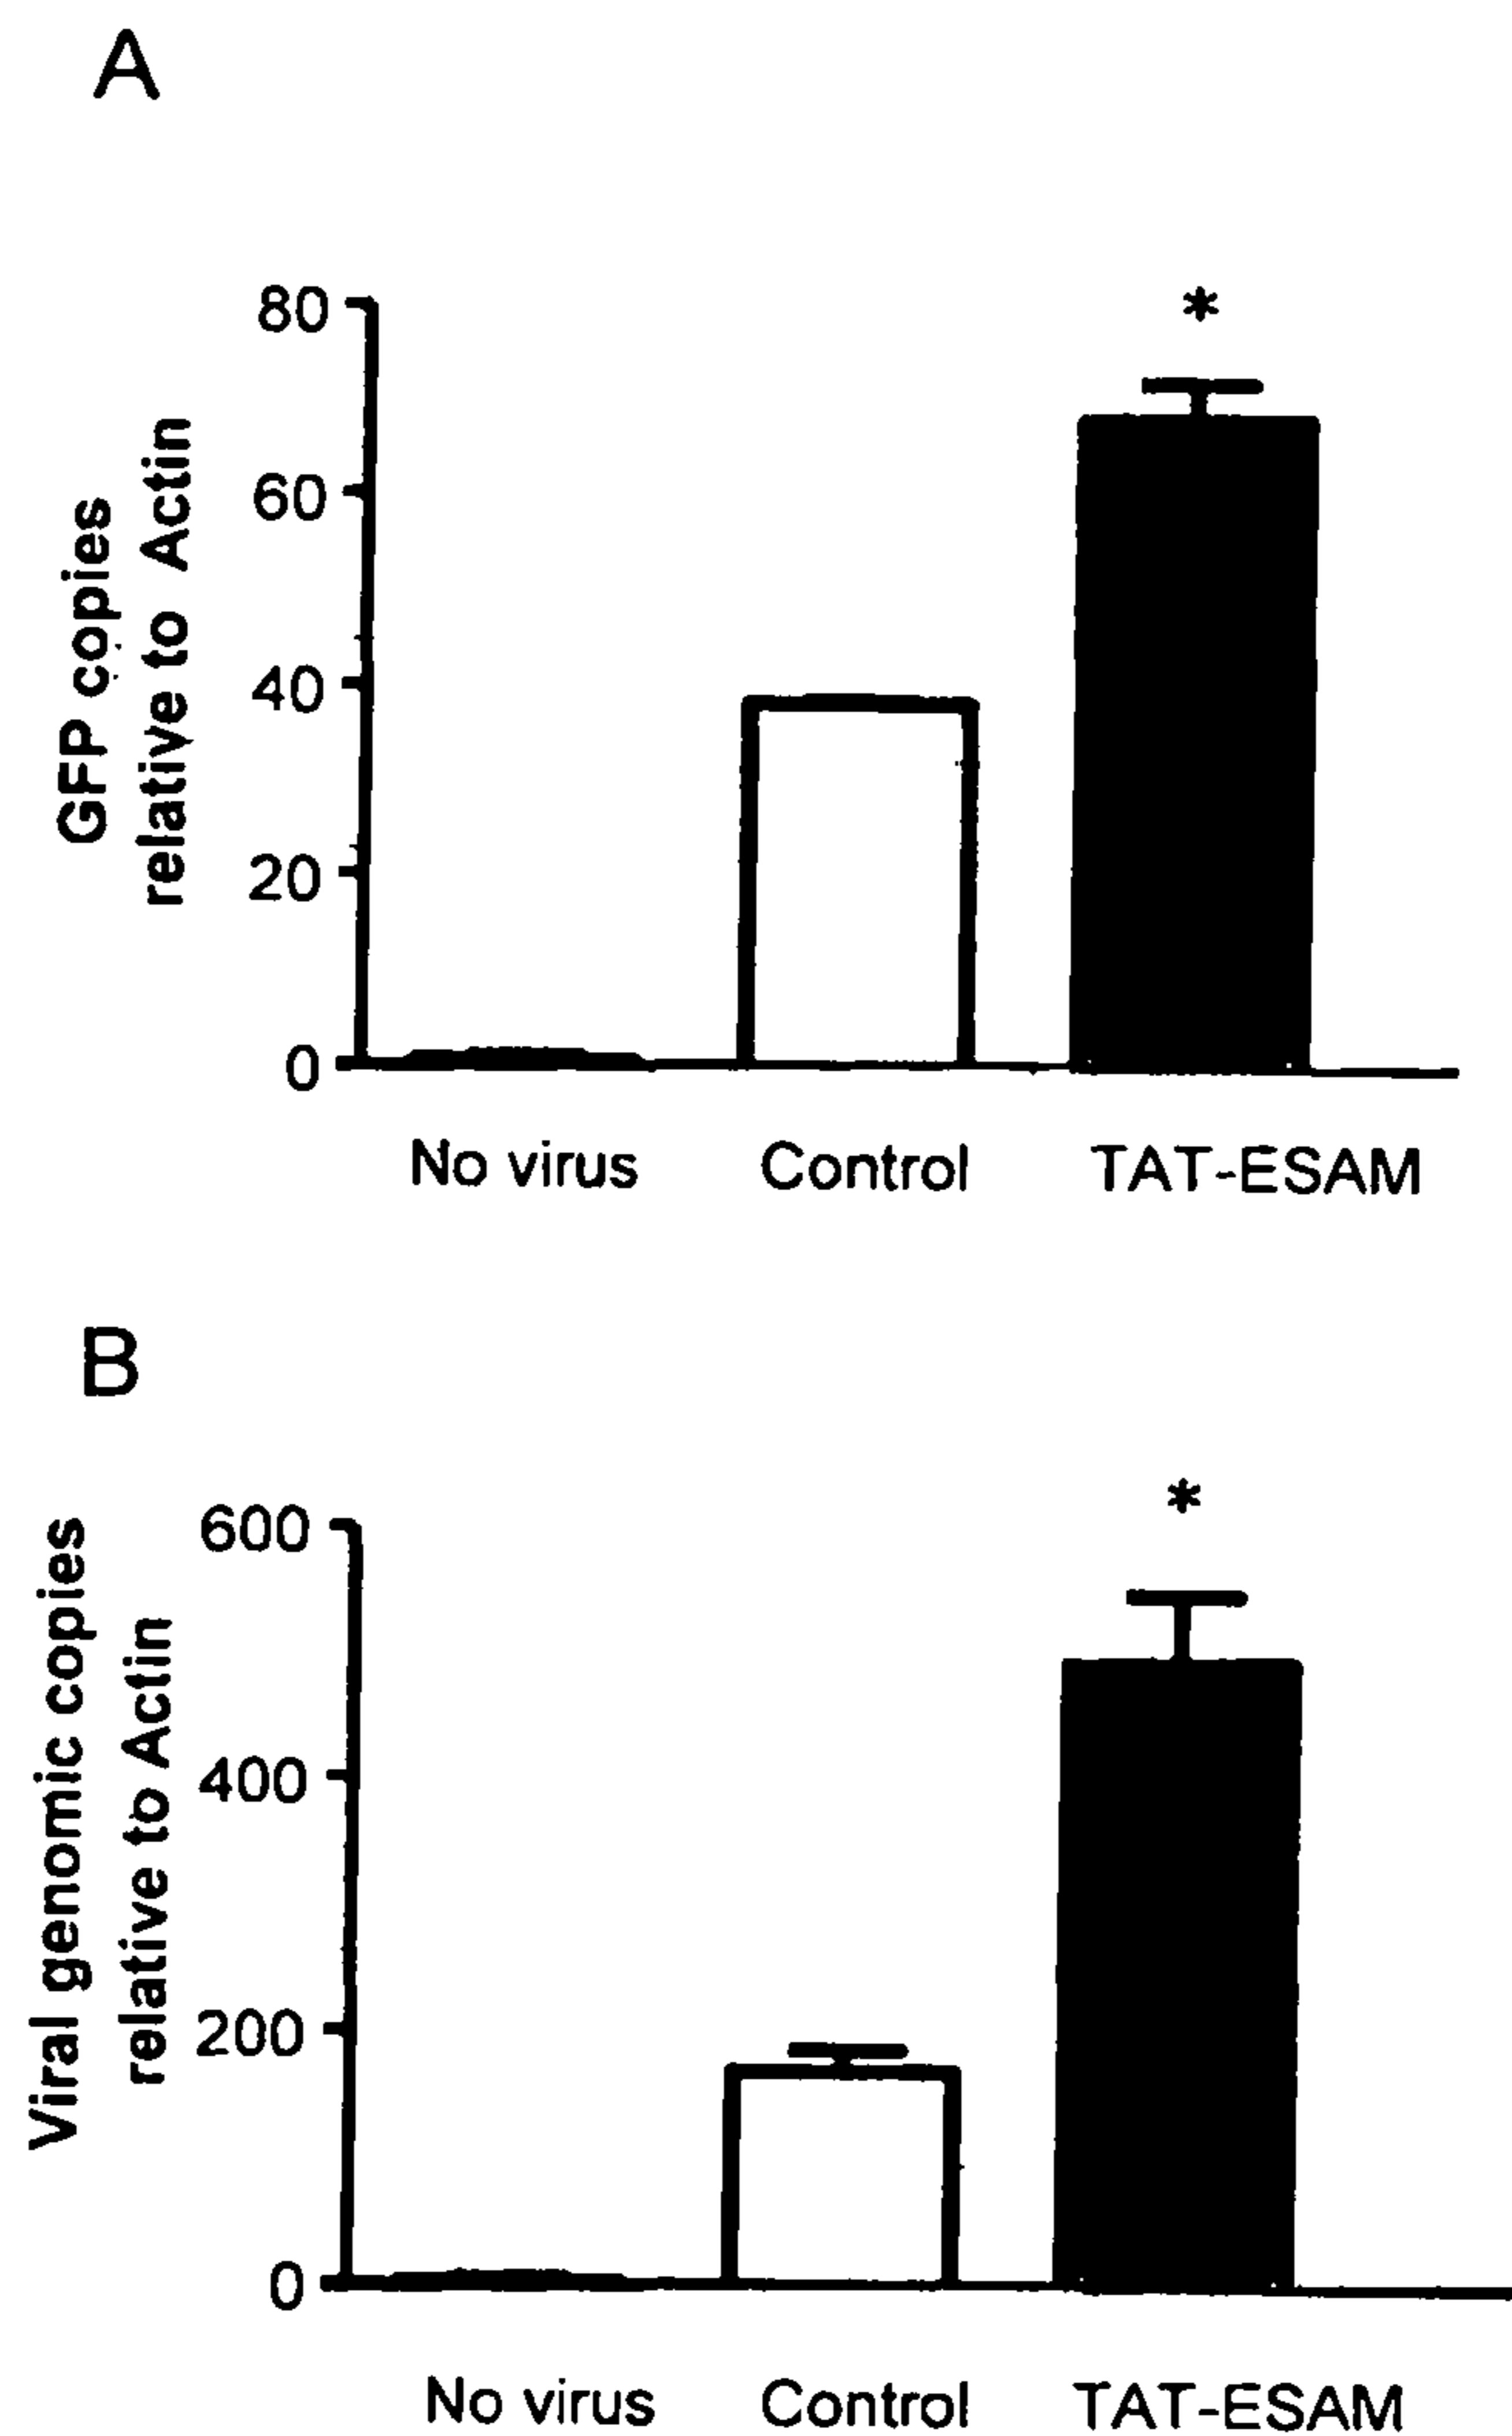 A
80
60
40
20
0
GFP copies
relative to Actin
*
No virus Control TAT-ESAM
B
600
400
200
0
Viral genomic copies
relative to Actin
*
No virus Control TAT-ESAM